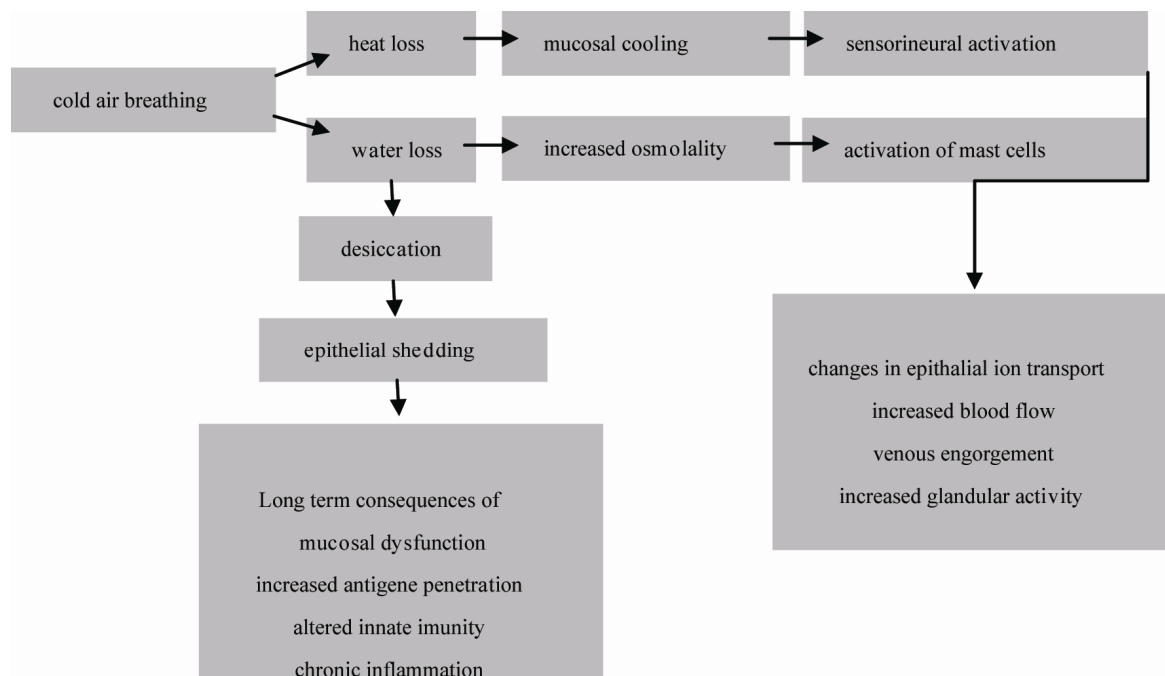 heat loss
mucosal cooling
sensorineural activation
cold air breathing
water loss
increased osmolality
activation of mast cells
desiccation
epithelial shedding
changes in epithalial ion transport
increased blood flow
venous engorgement
increased glandular activity
Long term consequences of
mucosal dysfunction
increased antigene penetration
altered innate imunity
chronic inflammation